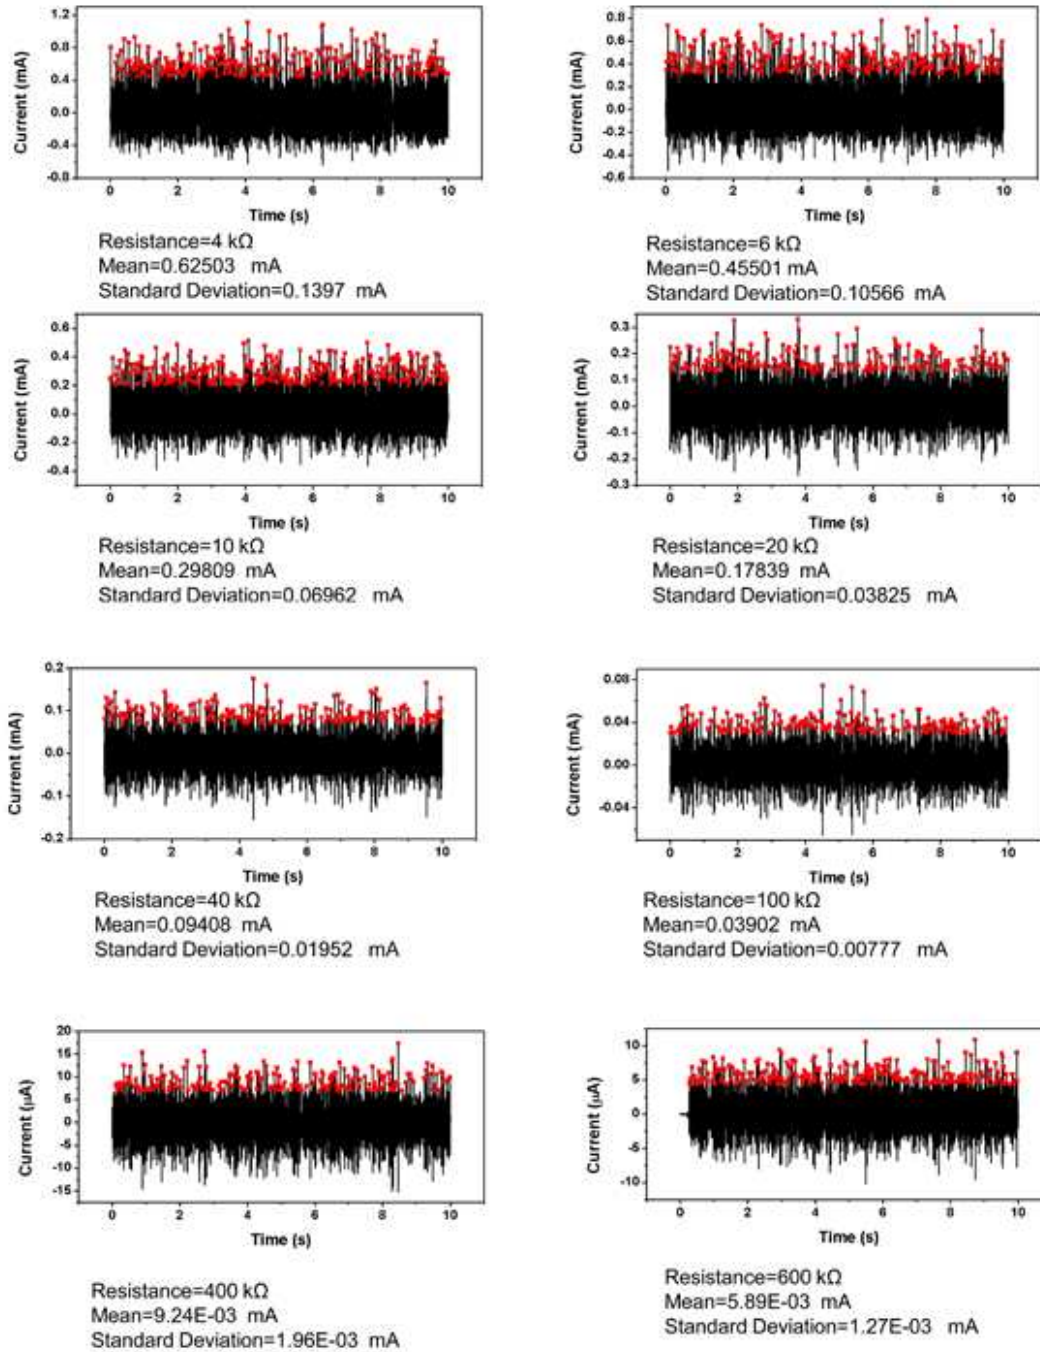 Current (mA)
1.2
0.8
0.4
0.0
-0.4
-0.8
0 2 4 6 8 10
Time (s)
Resistance=4 kΩ
Mean=0.62503 mA
Standard Deviation=0.1397 mA
Current (mA)
0.8
0.6
0.4
0.2
0.0
-0.2
-0.4
-0.6
0 2 4 6 8 10
Time (s)
Resistance=6 kΩ
Mean=0.45501 mA
Standard Deviation=0.10566 mA
Current (mA)
0.6
0.4
0.2
0.0
-0.2
-0.4
0 2 4 6 8 10
Time (s)
Resistance=10 kΩ
Mean=0.29809 mA
Standard Deviation=0.06962 mA
Current (mA)
0.3
0.2
0.1
0.0
-0.1
-0.2
-0.3
0 2 4 6 8 10
Time (s)
Resistance=20 kΩ
Mean=0.17839 mA
Standard Deviation=0.03825 mA
Current (mA)
0.2
0.1
0.0
-0.1
-0.2
0 2 4 6 8 10
Time (s)
Resistance=40 kΩ
Mean=0.09408 mA
Standard Deviation=0.01952 mA
Current (mA)
0.08
0.04
0.00
-0.04
0 2 4 6 8 10
Time (s)
Resistance=100 kΩ
Mean=0.03902 mA
Standard Deviation=0.00777 mA
Current (μA)
20
15
10
5
0
-5
-10
-15
0 2 4 6 8 10
Time (s)
Resistance=400 kΩ
Mean=9.24E-03 mA
Standard Deviation=1.96E-03 mA
Current (μA)
10
5
0
-5
-10
0 2 4 6 8 10
Time (s)
Resistance=600 kΩ
Mean=5.89E-03 mA
Standard Deviation=1.27E-03 mA